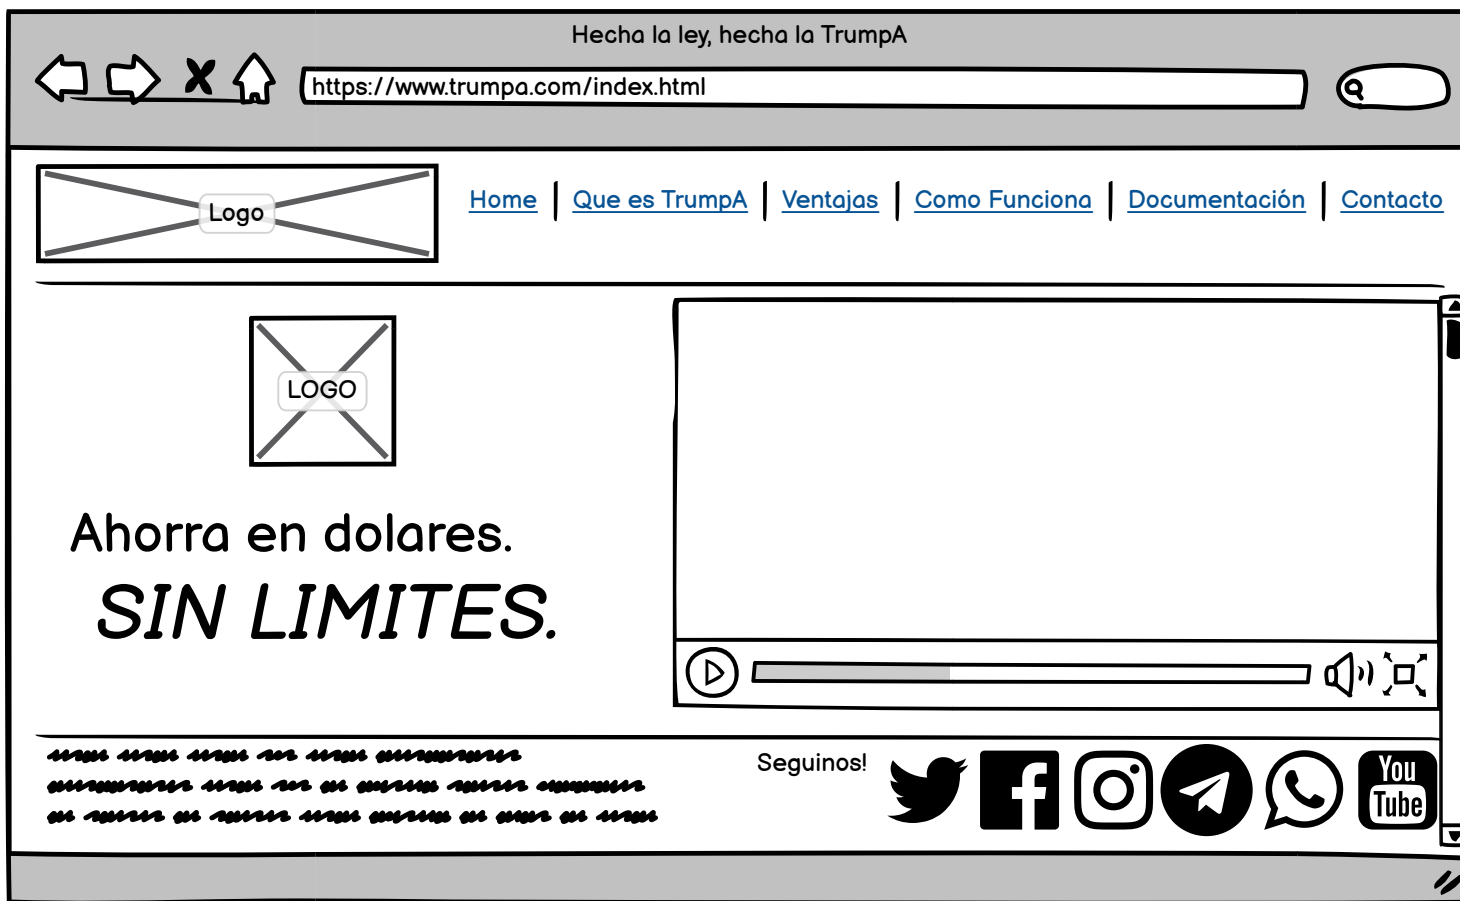 Hecha la ley, hecha la TrumpA
https://www.trumpa.com/index.html
Logo
Home
Que es TrumpA
Ventajas
Como Funciona
Documentación
Contacto
LOGO
Ahorra en dolares.
SIN LIMITES.
Seguinos!
You
Tube